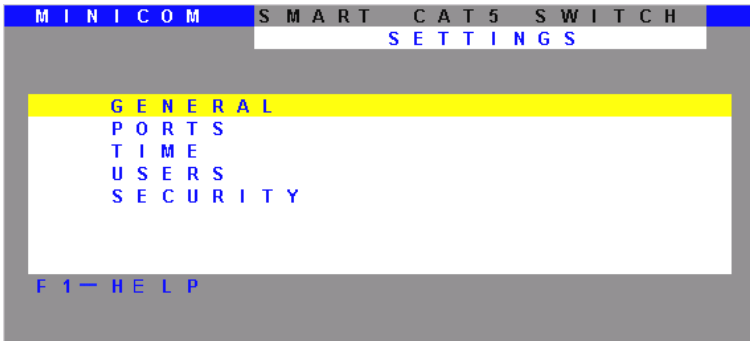 MINICOM SMART CAT5 SWITCH
SETTINGS
GENERAL
PORTS
TIME
USERS
SECURITY
F1—HELP